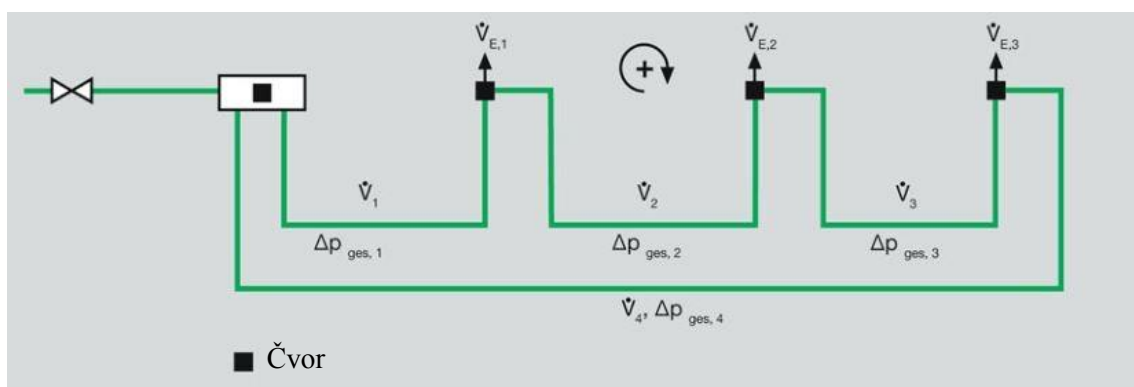 V̇E,1 V̇E,2 V̇E,3
+
V̇1 V̇2 V̇3
Δp ges, 1 Δp ges, 2 Δp ges, 3
V̇4, Δp ges, 4
Čvor